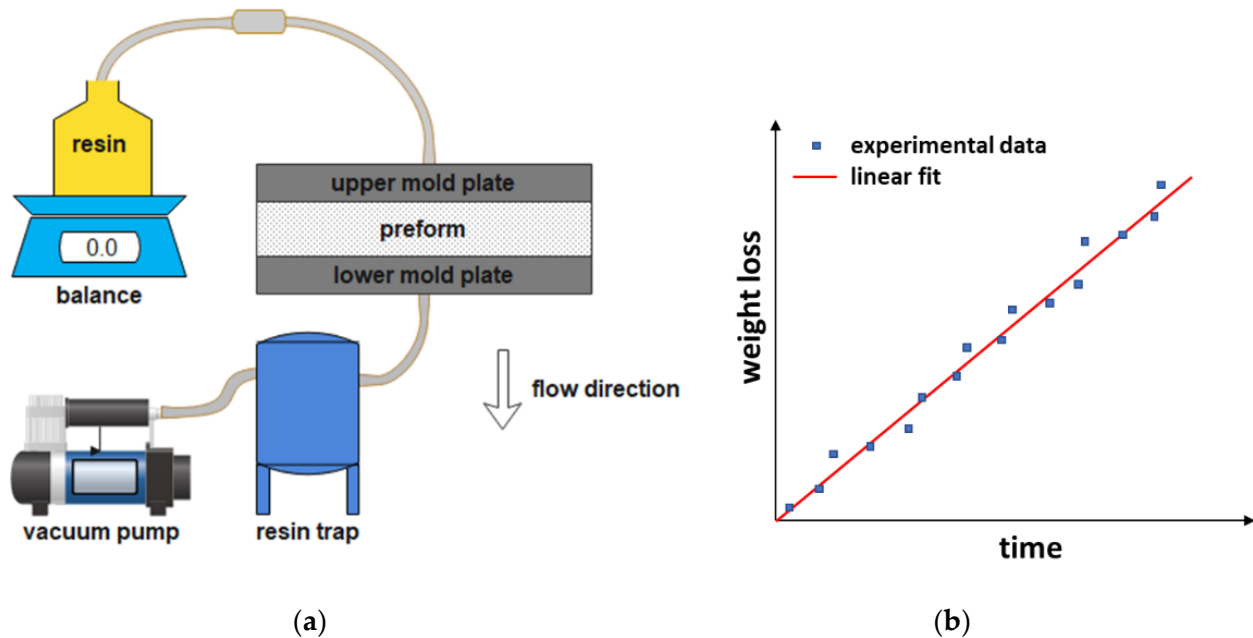 resin
0.0
balance
upper mold plate
preform
lower mold plate
flow direction
vacuum pump
resin trap
(a)
experimental data
linear fit
weight loss
time
(b)